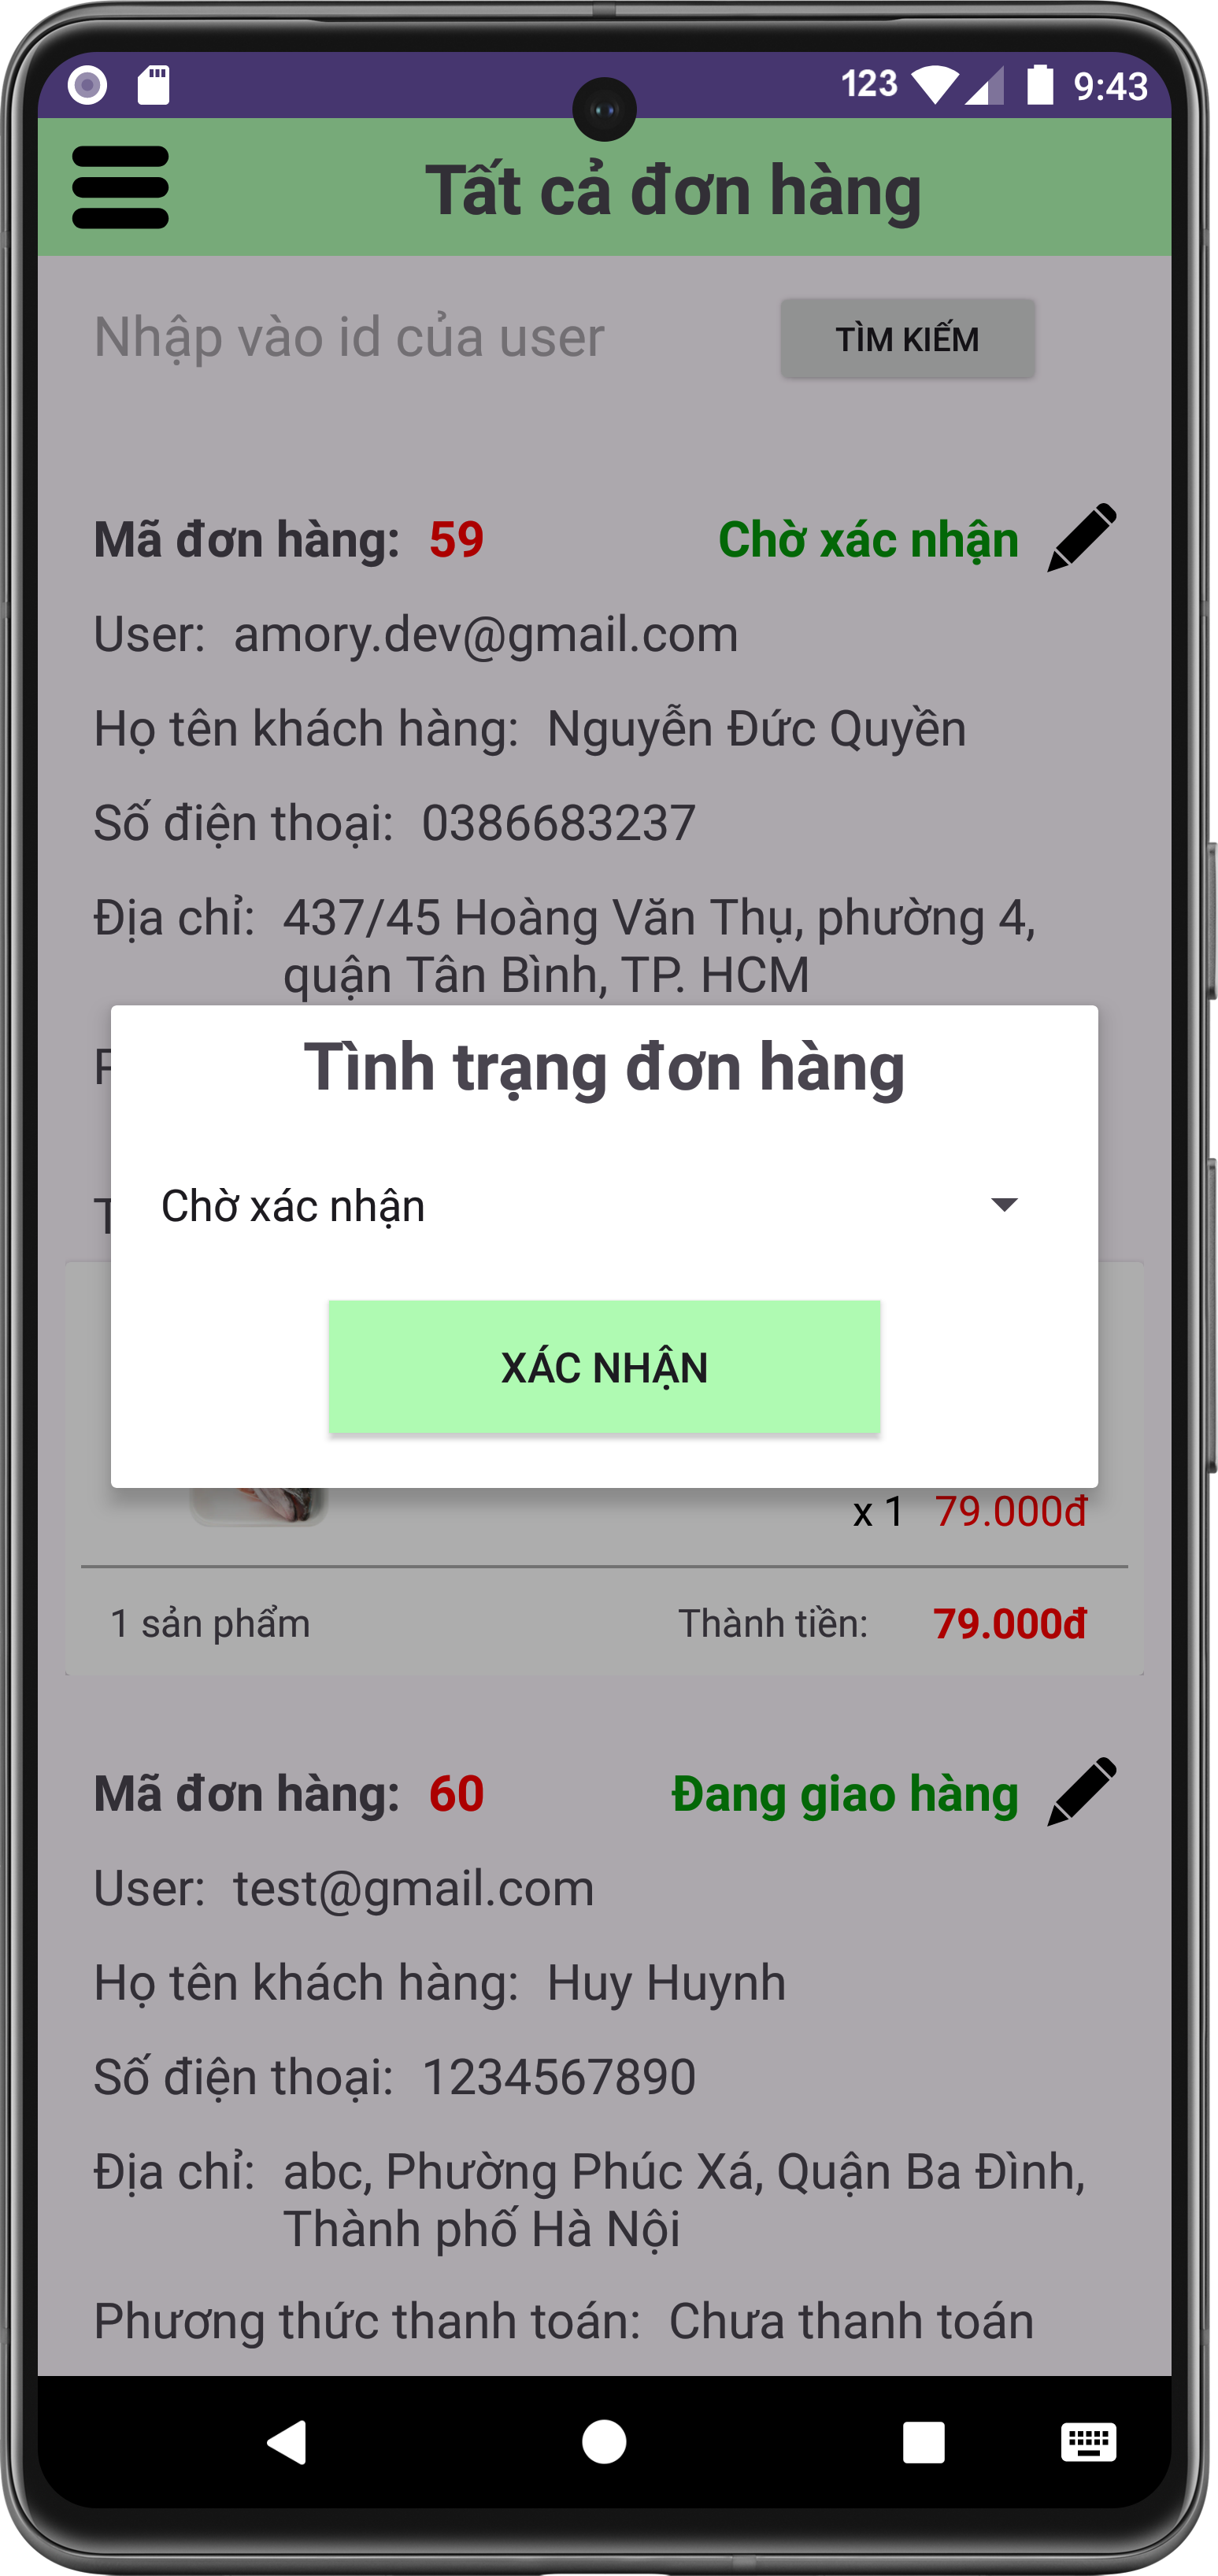 123 9:43
Tất cả đơn hàng
Nhập vào id của user
TÌM KIẾM
Mã đơn hàng: 59 Chờ xác nhận
User: amory.dev@gmail.com
Họ tên khách hàng: Nguyễn Đức Quyền
Số điện thoại: 0386683237
Địa chỉ: 437/45 Hoàng Văn Thụ, phường 4,
quận Tân Bình, TP. HCM
Tình trạng đơn hàng
Chờ xác nhận
XÁC NHẬN
x 1 79.000đ
1 sản phẩm Thành tiền: 79.000đ
Mã đơn hàng: 60 Đang giao hàng
User: test@gmail.com
Họ tên khách hàng: Huy Huynh
Số điện thoại: 1234567890
Địa chỉ: abc, Phường Phúc Xá, Quận Ba Đình,
Thành phố Hà Nội
Phương thức thanh toán: Chưa thanh toán